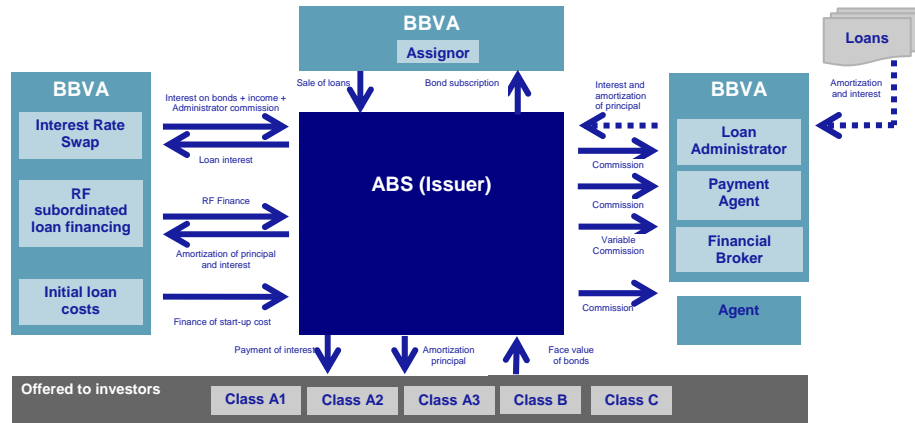 BBVA
Assignor
Loans
Sale of loans
Bond subscription
Amortization
and interest
BBVA
Interest Rate
Swap
RF
subordinated
loan financing
Initial loan
costs
Interest on bonds + income +
Administrator commission
Loan interest
RF Finance
Amortization of principal
and interest
Finance of start-up cost
ABS (Issuer)
Interest and
amortization
of principal
Commission
Commission
Variable
Commission
Commission
BBVA
Loan
Administrator
Payment
Agent
Financial
Broker
Agent
Payment of interest
Amortization
principal
Face value
of bonds
Offered to investors
Class A1
Class A2
Class A3
Class B
Class C